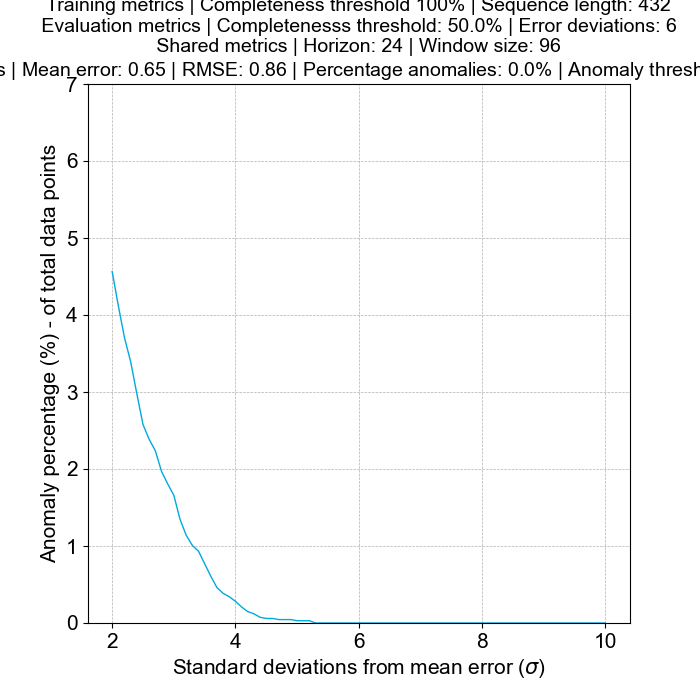 Training metrics | Completeness threshold 100% | Sequence length: 432
Evaluation metrics | Completenesss threshold: 50.0% | Error deviations: 6
Shared metrics | Horizon: 24 | Window size: 96
s | Mean error: 0.65 | RMSE: 0.86 | Percentage anomalies: 0.0% | Anomaly thresh
7
6
5
4
3
2
1
0
Anomaly percentage (%) - of total data points
2 4 6 8 10
Standard deviations from mean error (σ)